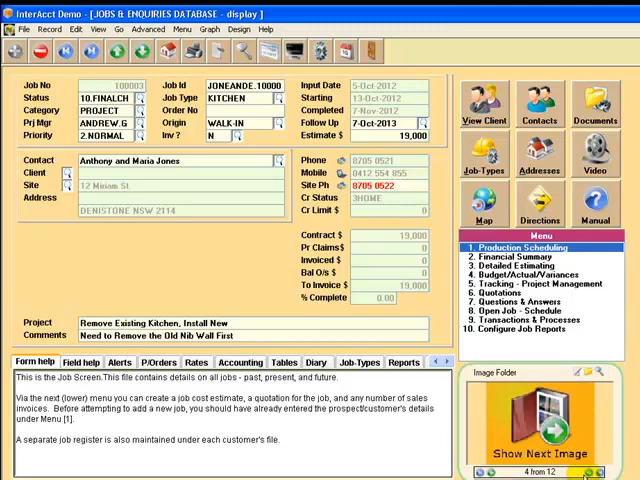 InterAcct Demo - [JOBS & ENQUIRIES DATABASE - display ]
File Record Edit View Go Advanced Menu Graph Design Help
Job No 100003 Job Id JONEANDE.10000 Input Date 5-Oct-2012
Status 10.FINALCH Job Type KITCHEN Starting 13-Oct-2012
Category PROJECT Order No Completed 7-Nov-2012
Prj Mgr ANDREW.G Origin WALK-IN Follow Up 7-Oct-2013
Priority 2.NORMAL Inv ? N Estimate $ 19,000
Contact Anthony and Maria Jones Phone 8705 0521
Client Mobile 0412 554 855
Site 12 Miriam St Site Ph 8705 0522
Address Cr Status 3HOME
DENISTONE NSW 2114 Cr Limit $ 0
Contract $ 19,000
Pr Claims$ 0
Invoiced $ 0
Bal O/s $ 0
To Invoice $ 19,000
% Complete 0.00
Project Remove Existing Kitchen, Install New
Comments Need to Remove the Old Nib Wall First
Form help Field help Alerts P/Orders Rates Accounting Tables Diary Job-Types Reports
This is the Job Screen.This file contains details on all jobs - past, present, and future.
Via the next (lower) menu you can create a job cost estimate, a quotation for the job, and any number of sales
invoices. Before attempting to add a new job, you should have already entered the prospect/customer's details
under Menu [1].
A separate job register is also maintained under each customer's file.
View Client Contacts Documents
Job-Types Addresses Video
Map Directions Manual
Menu
1. Production Scheduling
2. Financial Summary
3. Detailed Estimating
4. Budget/Actual/Variances
5. Tracking - Project Management
6. Quotations
7. Questions & Answers
8. Open Job - Schedule
9. Transactions & Processes
10. Configure Job Reports
Image Folder
Show Next Image
4 from 12